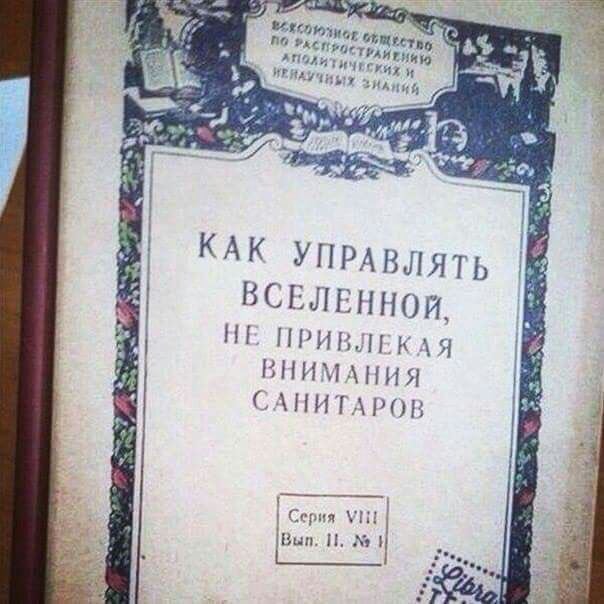 ВСЕСОЮЗНОЕ ОБЩЕСТВО
ПО РАСПРОСТРАНЕНИЮ
АПОЛИТИЧЕСКИХ И
НЕНАУЧНЫХ ЗНАНИЙ
КАК УПРАВЛЯТЬ
ВСЕЛЕННОЙ,
НЕ ПРИВЛЕКАЯ
ВНИМАНИЯ
САНИТАРОВ
Серия VIII
Вып. II. № 1